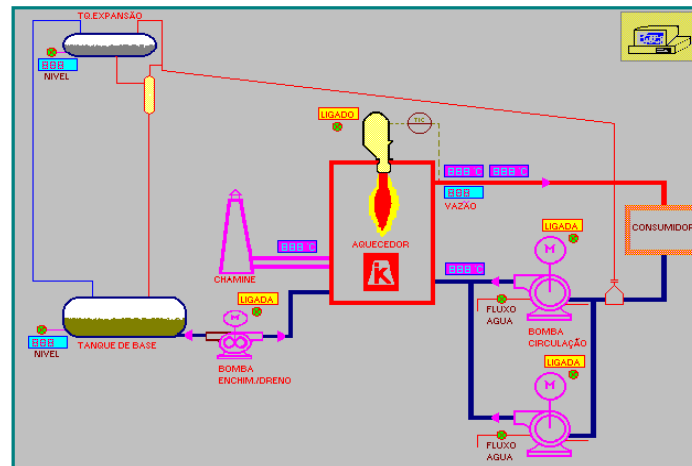 TQ.EXPANSÃO
888
NIVEL
LIGADO
TIC
888°C 888°C
888
VAZÃO
CONSUMIDOR
M
LIGADA
888°C
AQUECEDOR
K
CHAMINE
888°C
FLUXO
AGUA
BOMBA
CIRCULAÇÃO
LIGADA
M
888
NIVEL
TANQUE DE BASE
BOMBA
ENCHIM./DRENO
LIGADA
M
FLUXO
AGUA